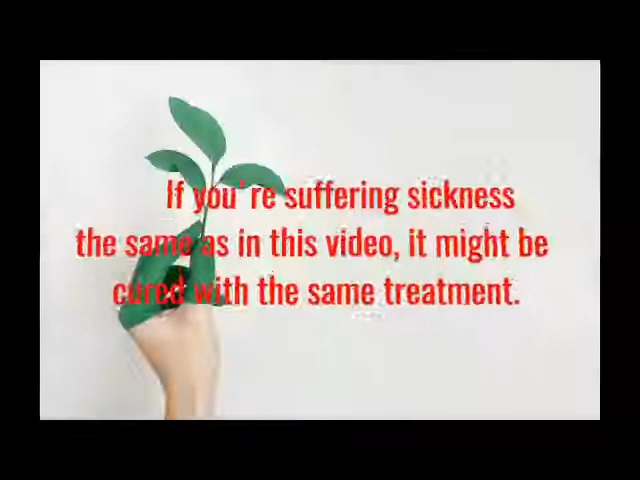 If you're suffering sickness
the same as in this video, it might be
cured with the same treatment.